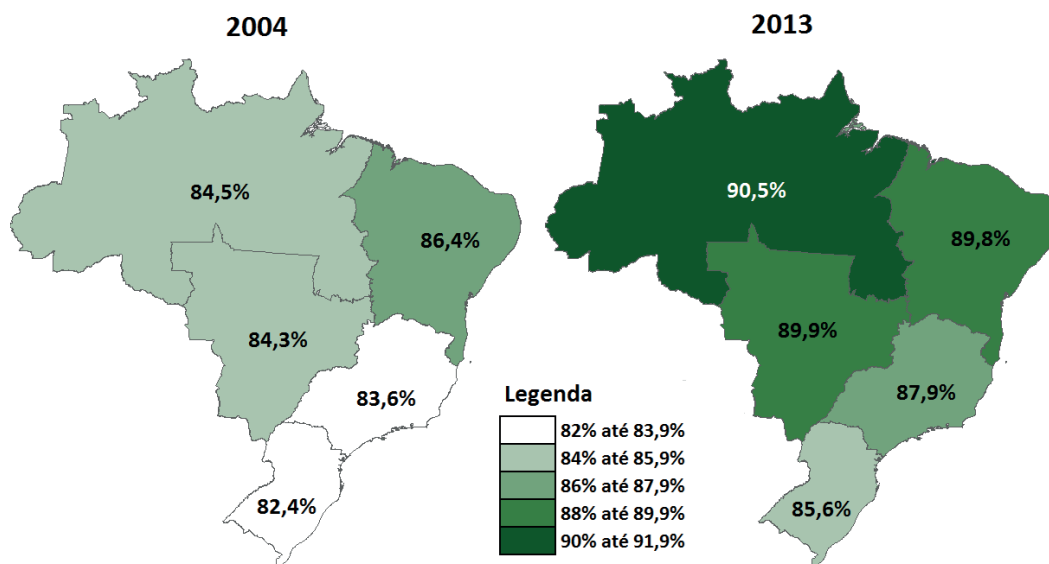 2004
84,5%
86,4%
84,3%
83,6%
82,4%
2013
90,5%
89,8%
89,9%
87,9%
85,6%
Legenda
82% até 83,9%
84% até 85,9%
86% até 87,9%
88% até 89,9%
90% até 91,9%